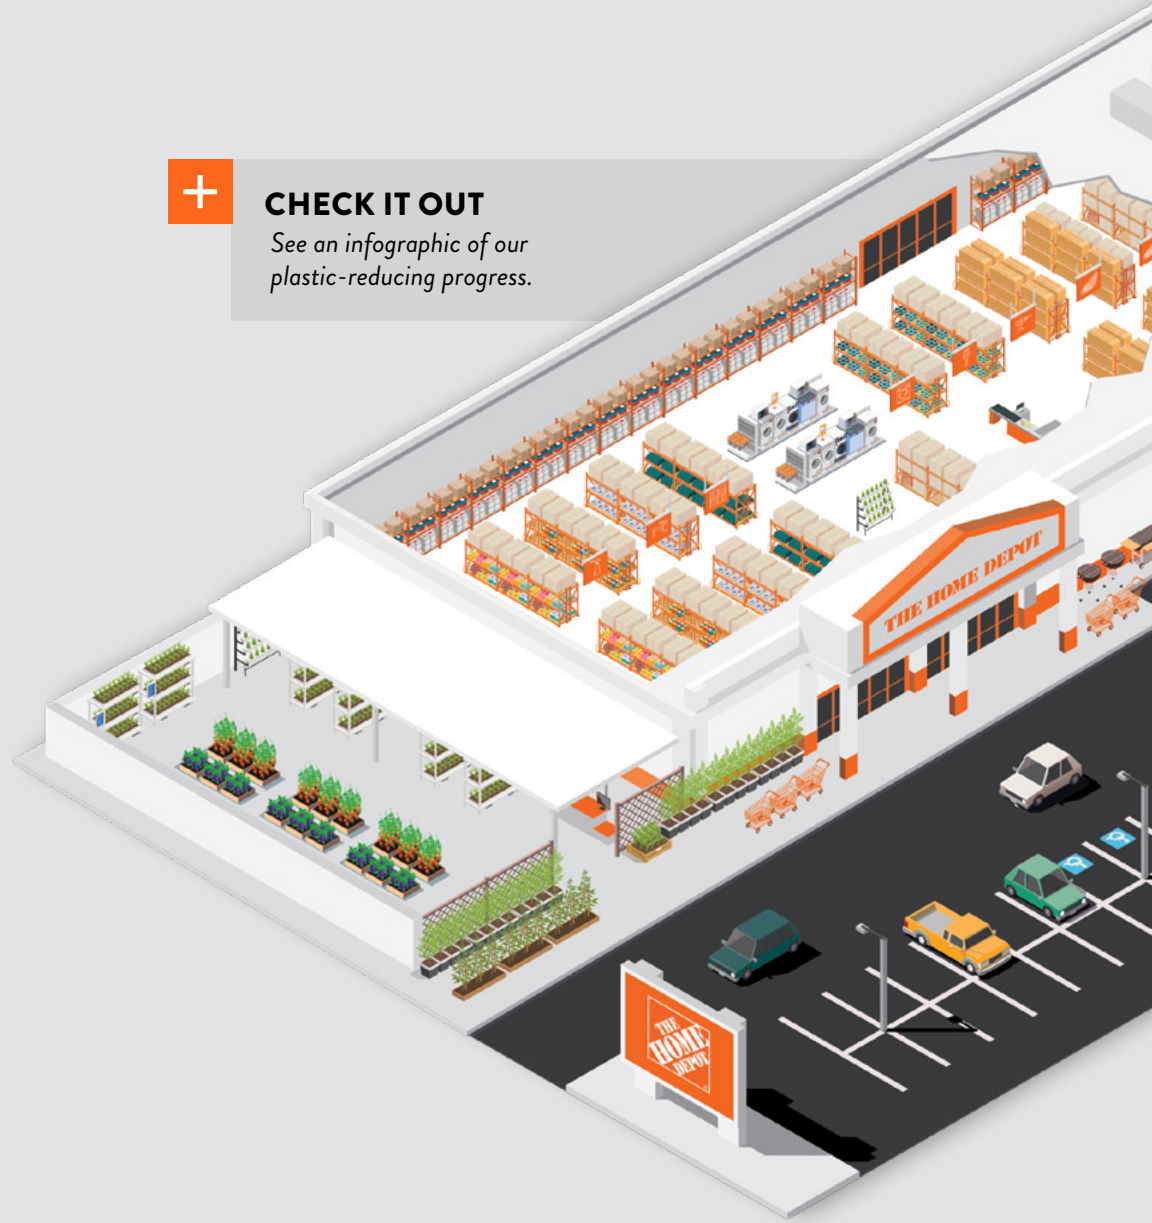 CHECK IT OUT
See an infographic of our
plastic-reducing progress.
THE HOME DEPOT
THE
HOME
DEPOT